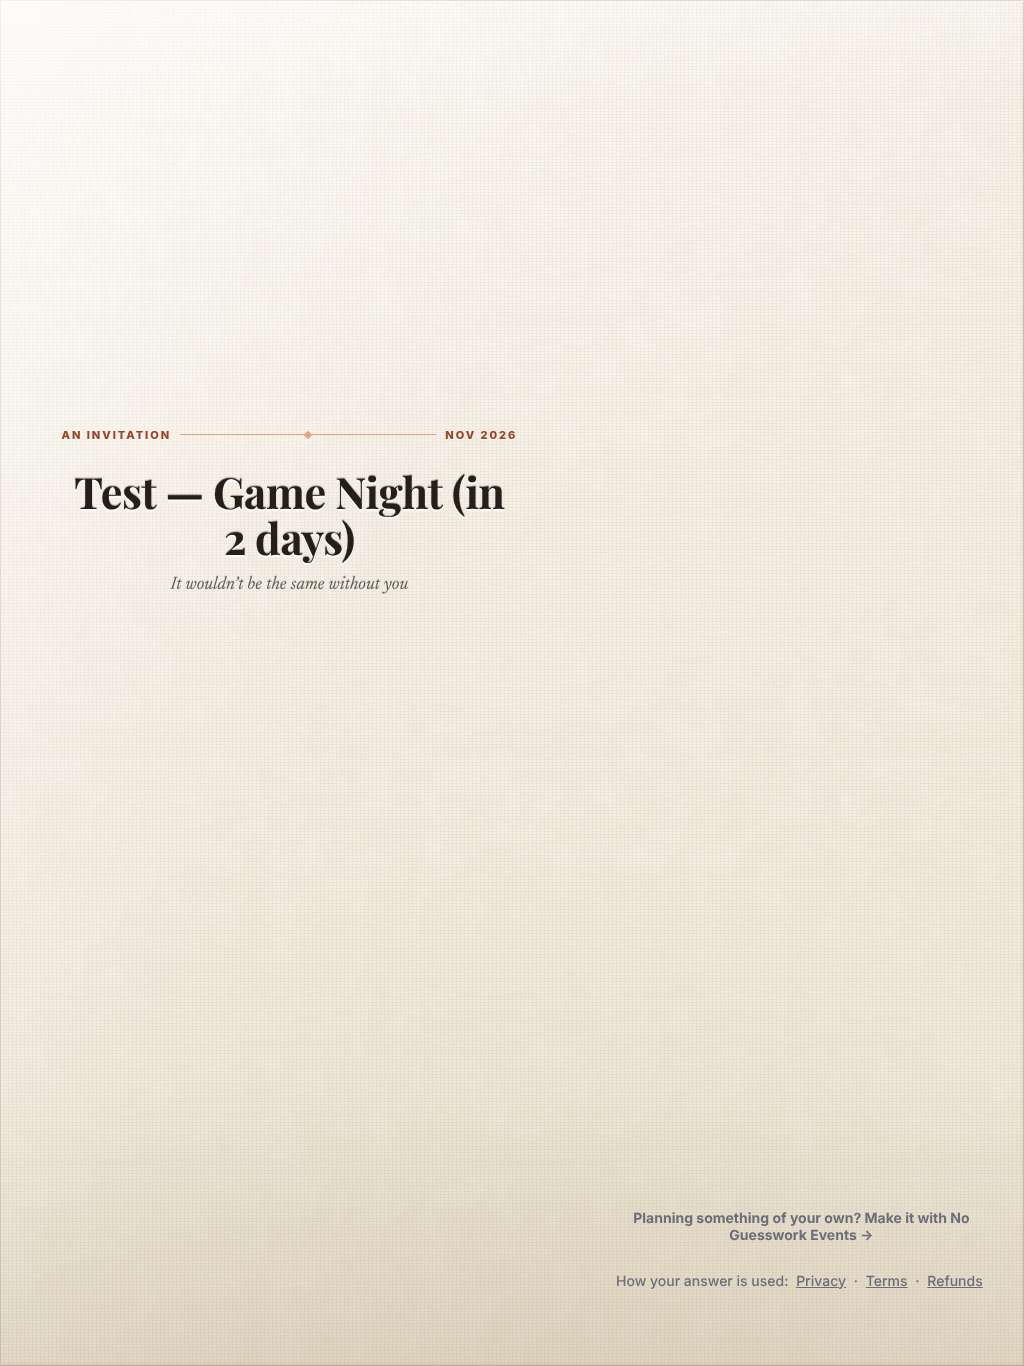 AN INVITATION NOV 2026
Test — Game Night (in
2 days)
It wouldn’t be the same without you
Planning something of your own? Make it with No
Guesswork Events →
How your answer is used: Privacy · Terms · Refunds